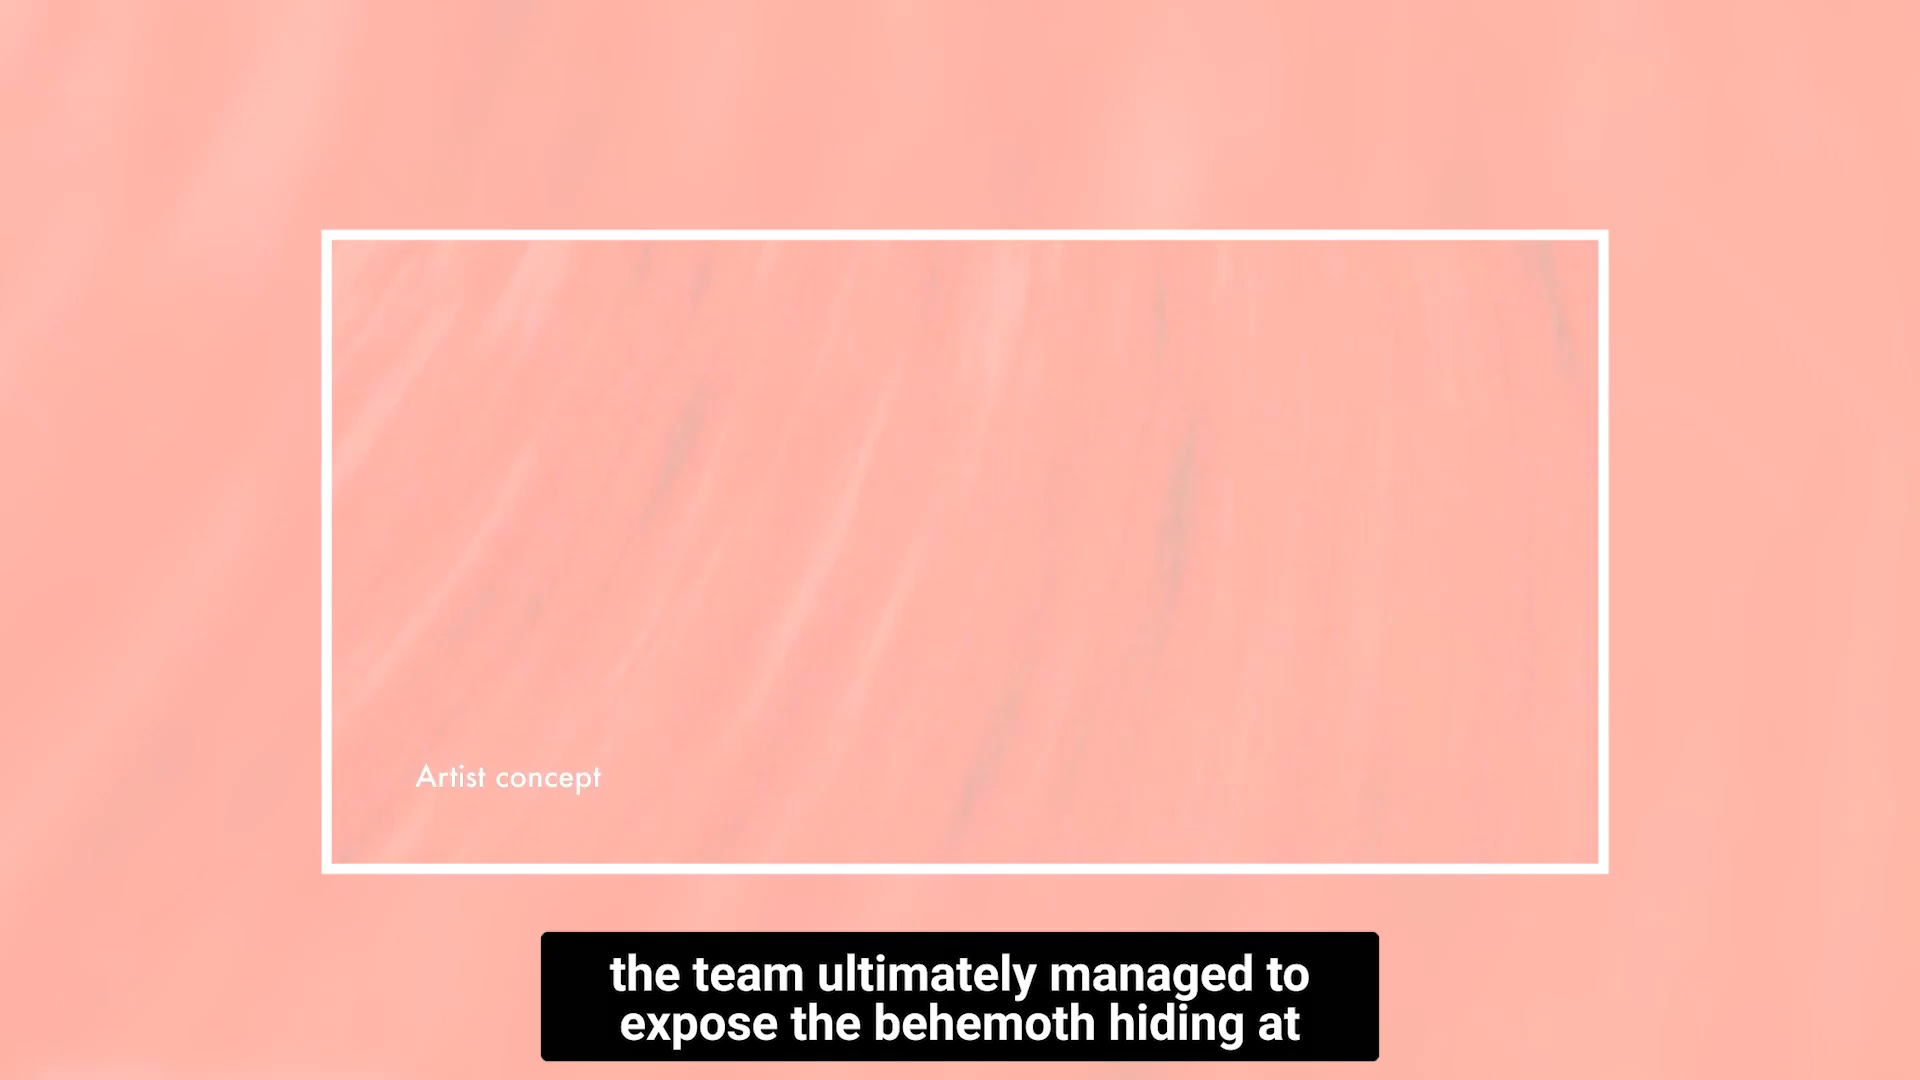 Artist concept
the team ultimately managed to
expose the behemoth hiding at